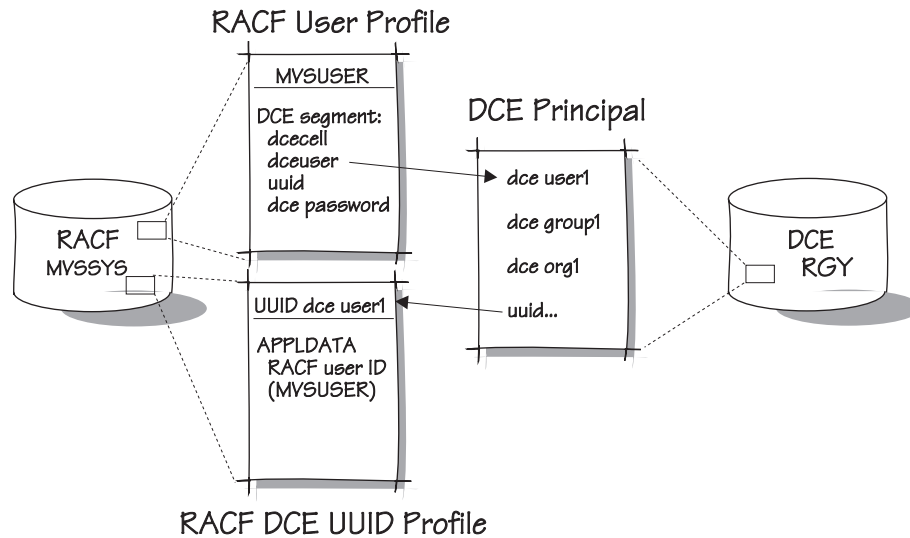 RACF User Profile
MVSUSER
DCE segment:
dcecell
dceuser
uuid
dce password
DCE Principal
dce user1
dce group1
dce org1
uuid...
RACF
MVSSYS
DCE
RGY
UUID dce user1
APPLDATA
RACF user ID
(MVSUSER)
RACF DCE UUID Profile